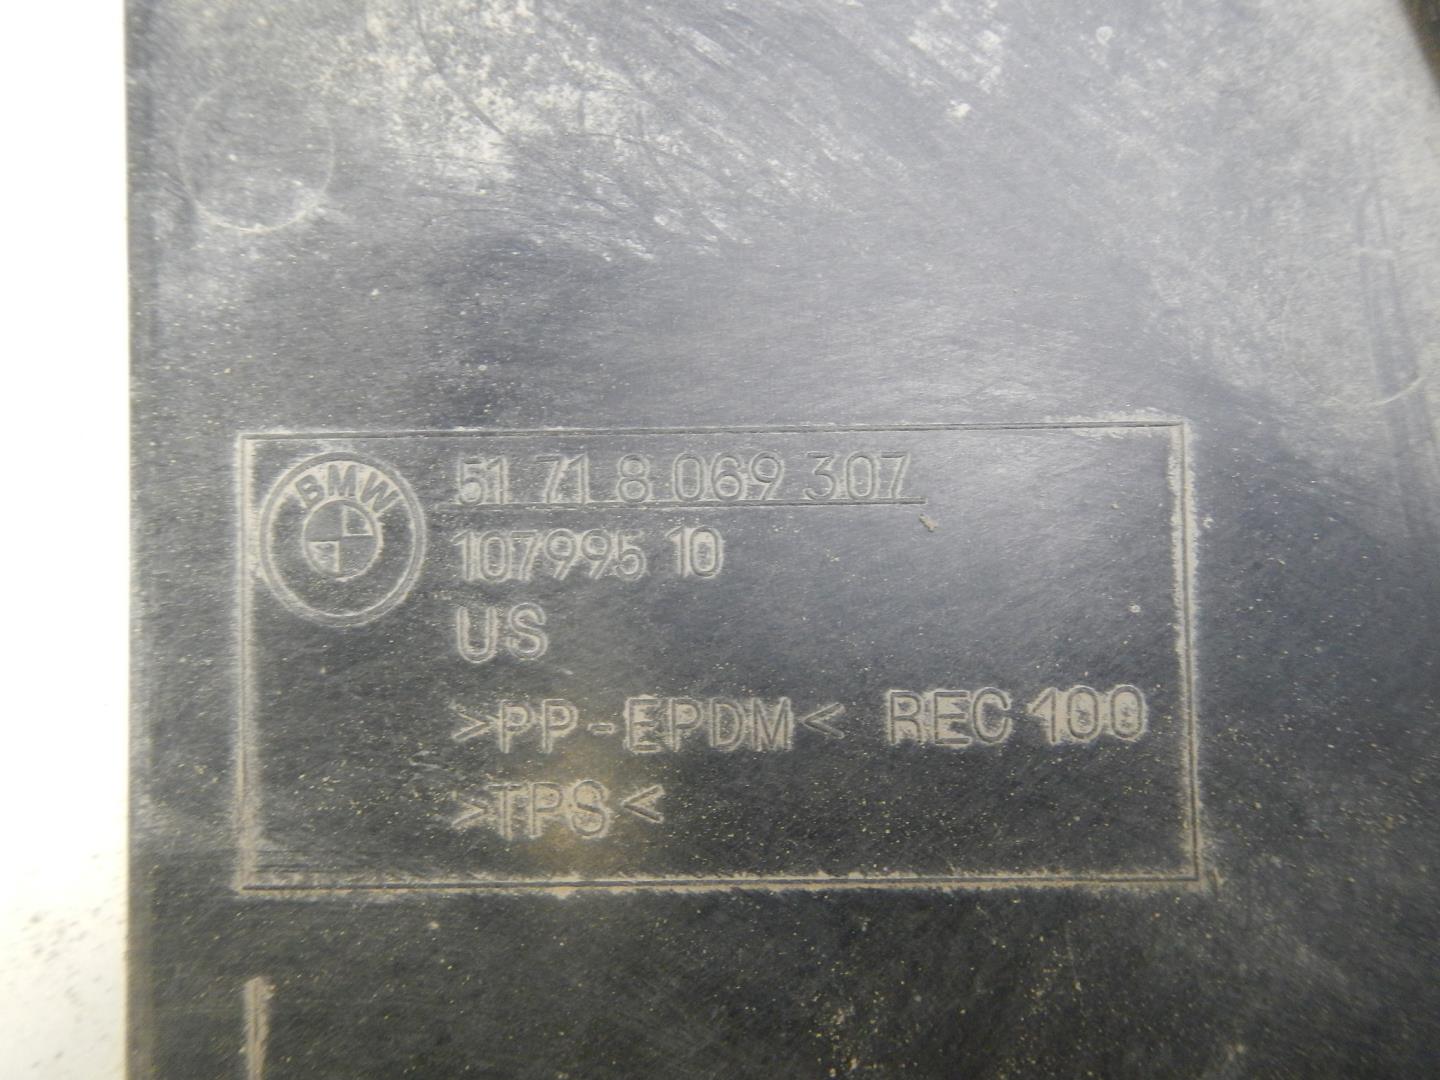 BMW
51 71 8 069 307
107995 10
US
>PP-EPDM< REC 100
>TPS<